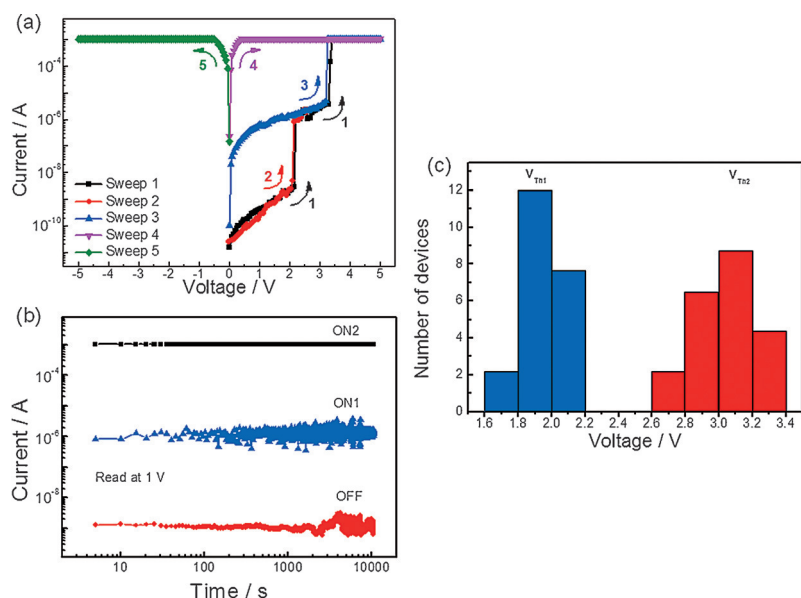 (a)
10⁻⁴
10⁻⁶
10⁻⁸
10⁻¹⁰
Current / A
5
4
3
1
2
1
Sweep 1
Sweep 2
Sweep 3
Sweep 4
Sweep 5
-5 -4 -3 -2 -1 0 1 2 3 4 5
Voltage / V
(b)
10⁻⁴
10⁻⁶
10⁻⁸
Current / A
ON2
ON1
Read at 1 V
OFF
10 100 1000 10000
Time / s
(c)
V_Th1 V_Th2
12
10
8
6
4
2
0
Number of devices
1.6 1.8 2.0 2.2 2.4 2.6 2.8 3.0 3.2 3.4
Voltage / V